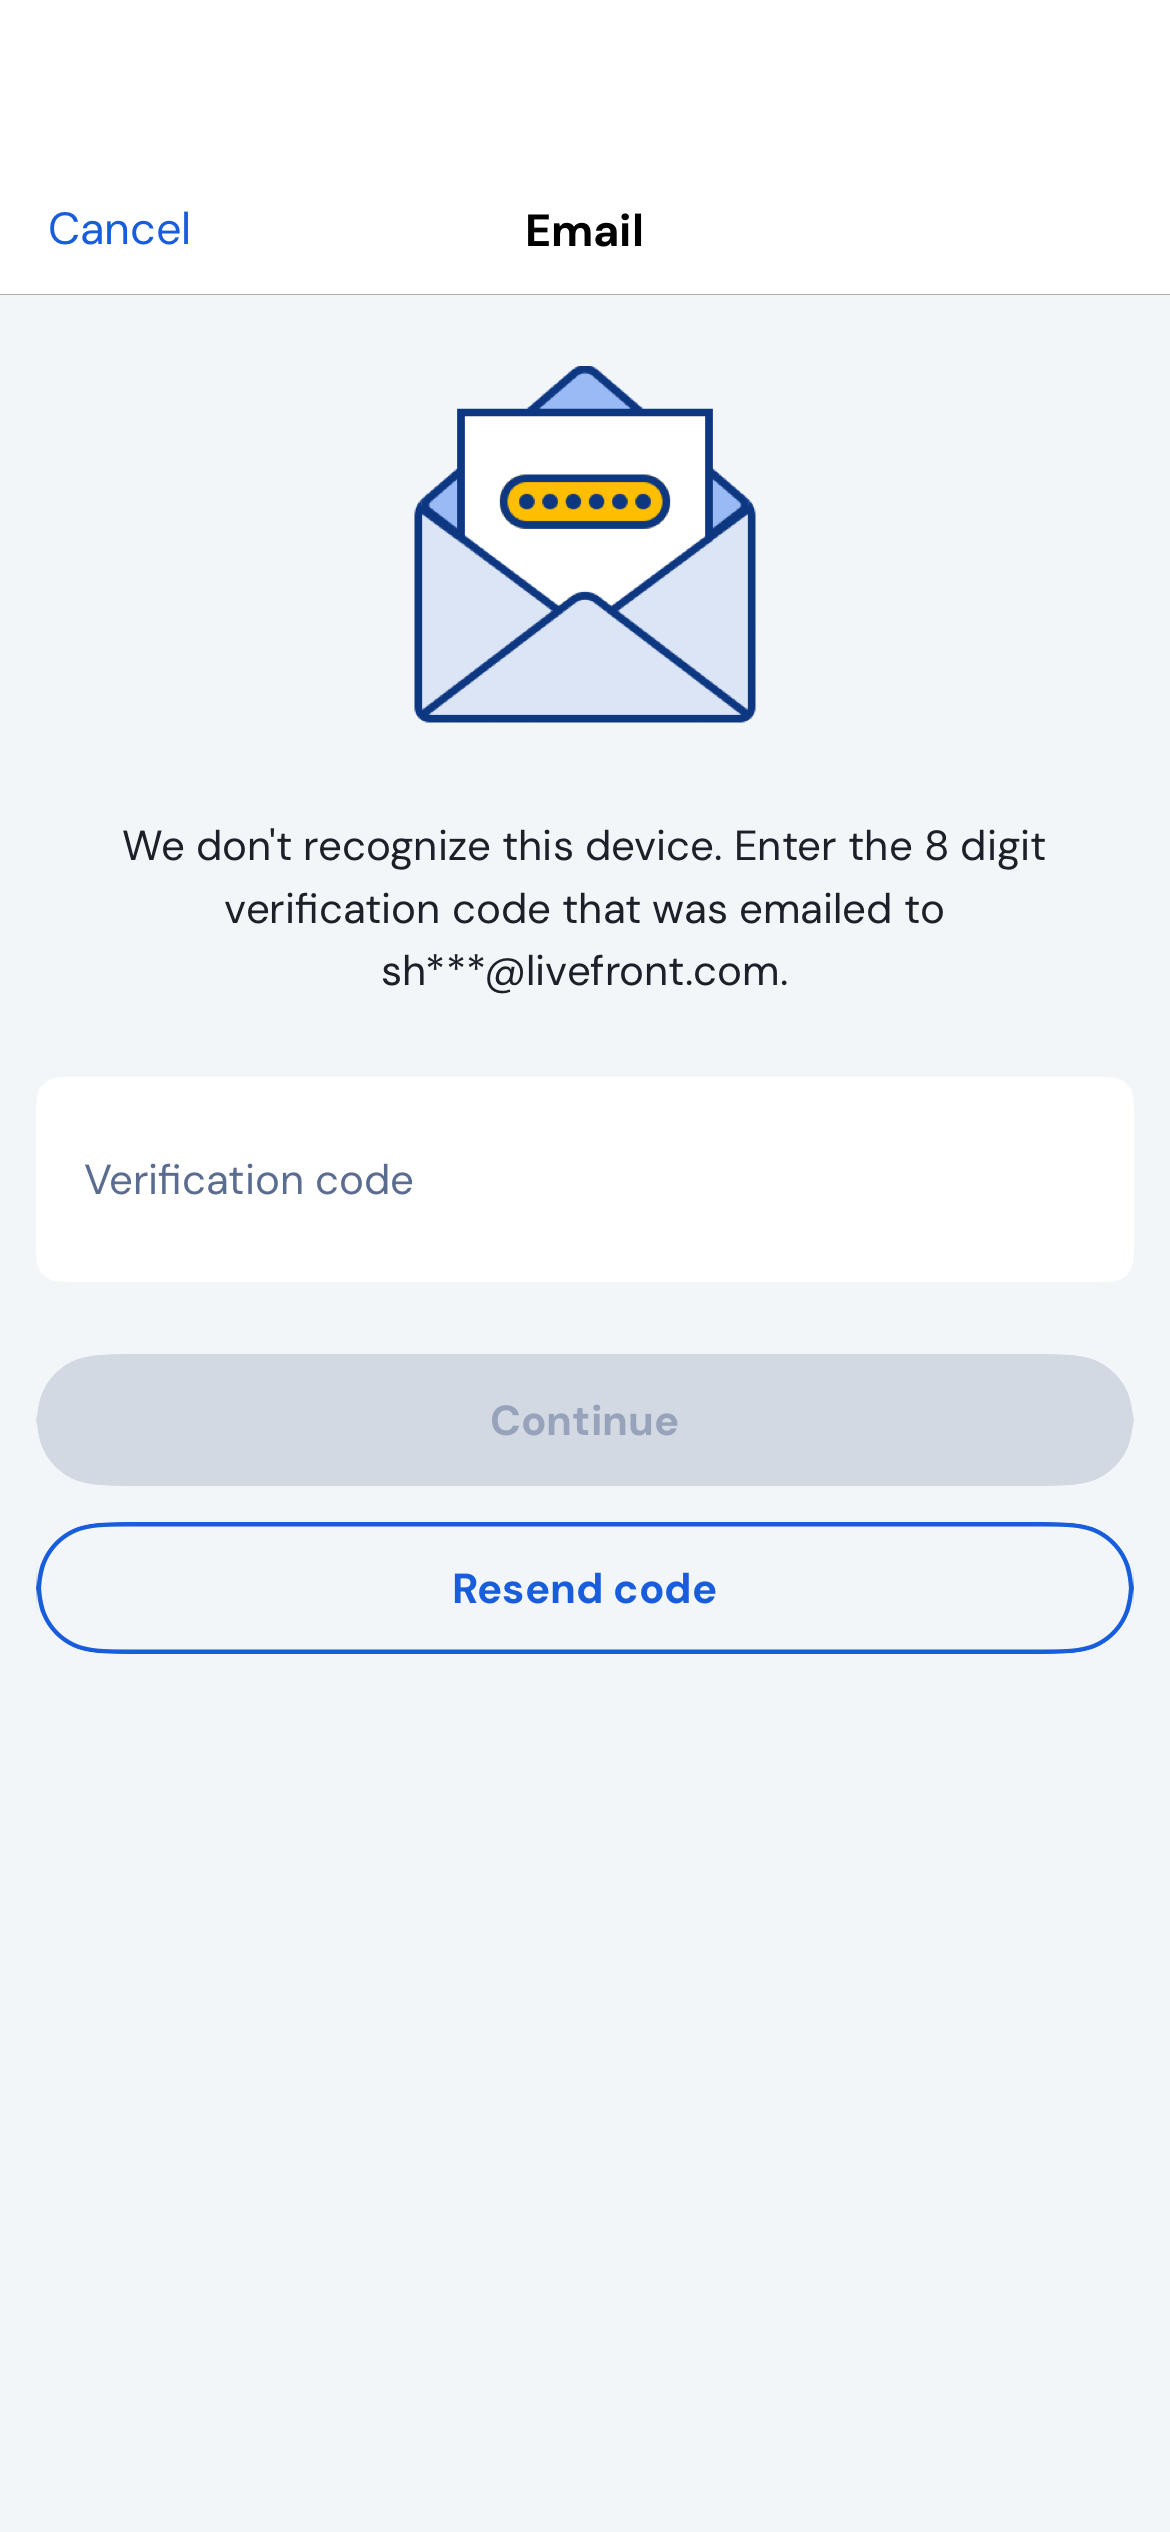 Cancel
Email
We don't recognize this device. Enter the 8 digit
verification code that was emailed to
sh***@livefront.com.
Verification code
Continue
Resend code